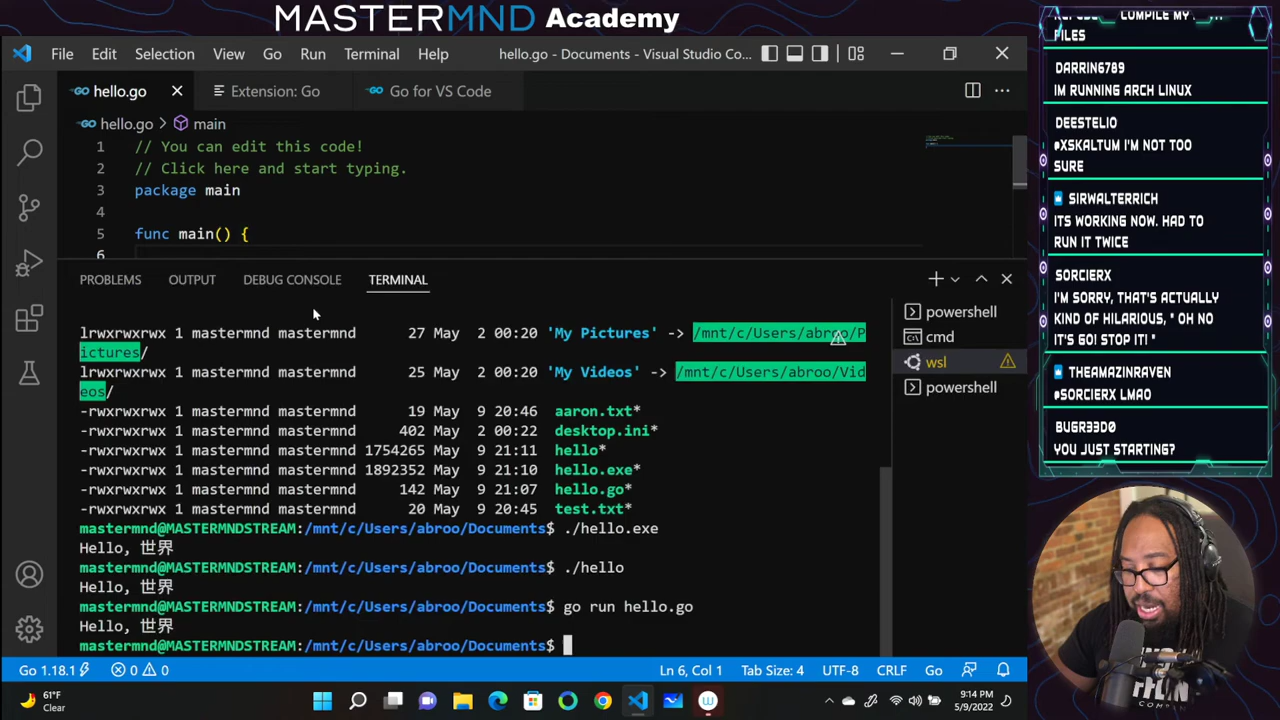 MASTERMND Academy
File Edit Selection View Go Run Terminal Help hello.go - Documents - Visual Studio Co...
hello.go Extension: Go Go for VS Code
hello.go > main
1 // You can edit this code!
2 // Click here and start typing.
3 package main
4
5 func main() {
6
PROBLEMS OUTPUT DEBUG CONSOLE TERMINAL
lrwxrwxrwx 1 mastermnd mastermnd 27 May 2 00:20 'My Pictures' -> /mnt/c/Users/abroo/P
ictures/
lrwxrwxrwx 1 mastermnd mastermnd 25 May 2 00:20 'My Videos' -> /mnt/c/Users/abroo/Vid
eos/
-rwxrwxrwx 1 mastermnd mastermnd 19 May 9 20:46 aaron.txt*
-rwxrwxrwx 1 mastermnd mastermnd 402 May 2 00:22 desktop.ini*
-rwxrwxrwx 1 mastermnd mastermnd 1754265 May 9 21:11 hello*
-rwxrwxrwx 1 mastermnd mastermnd 1892352 May 9 21:10 hello.exe*
-rwxrwxrwx 1 mastermnd mastermnd 142 May 9 21:07 hello.go*
-rwxrwxrwx 1 mastermnd mastermnd 20 May 9 20:45 test.txt*
mastermnd@MASTERMNDSTREAM:/mnt/c/Users/abroo/Documents$ ./hello.exe
Hello, 世界
mastermnd@MASTERMNDSTREAM:/mnt/c/Users/abroo/Documents$ ./hello
Hello, 世界
mastermnd@MASTERMNDSTREAM:/mnt/c/Users/abroo/Documents$ go run hello.go
Hello, 世界
mastermnd@MASTERMNDSTREAM:/mnt/c/Users/abroo/Documents$
powershell
cmd
wsl
powershell
Go 1.18.1 0 0 Ln 6, Col 1 Tab Size: 4 UTF-8 CRLF Go
61°F
Clear
9:14 PM
5/9/2022
COMPILE MY
FILES
DARRIN6789
IM RUNNING ARCH LINUX
DEESTELIO
@XSKALTUM I'M NOT TOO
SURE
SIRWALTERRICH
ITS WORKING NOW. HAD TO
RUN IT TWICE
SORCIERX
I'M SORRY, THAT'S ACTUALLY
KIND OF HILARIOUS, " OH NO
IT'S GO! STOP IT! "
THEAMAZINRAVEN
@SORCIERX LMAO
BUGR33D0
YOU JUST STARTING?